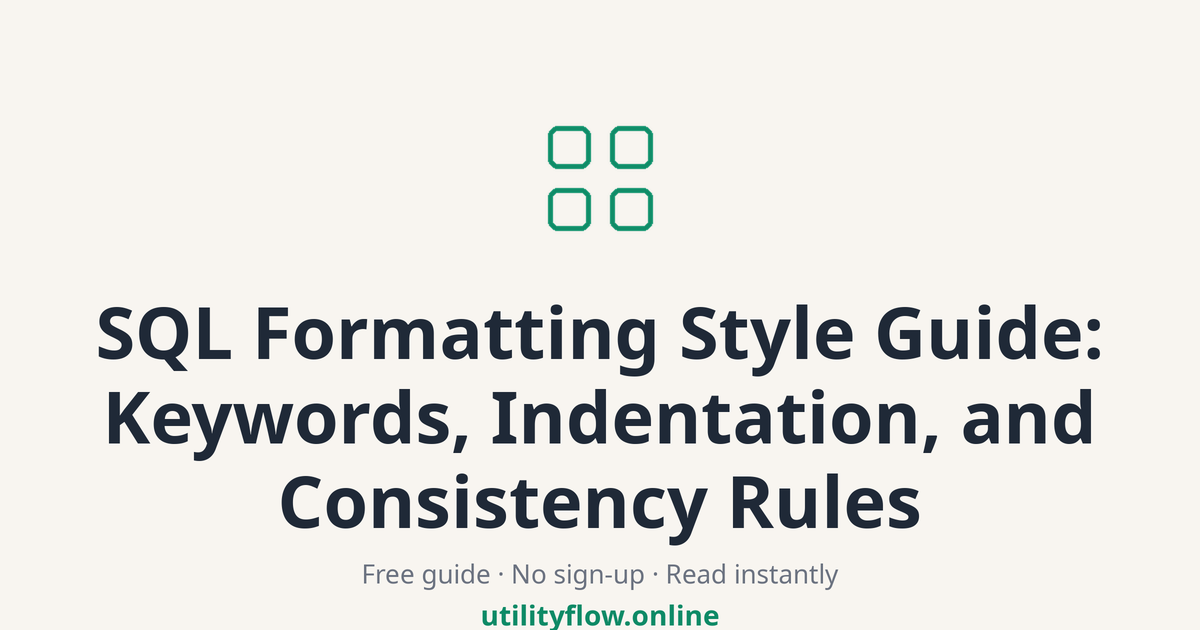 SQL Formatting Style Guide:
Keywords, Indentation, and
Consistency Rules
Free guide · No sign-up · Read instantly
utilityflow.online